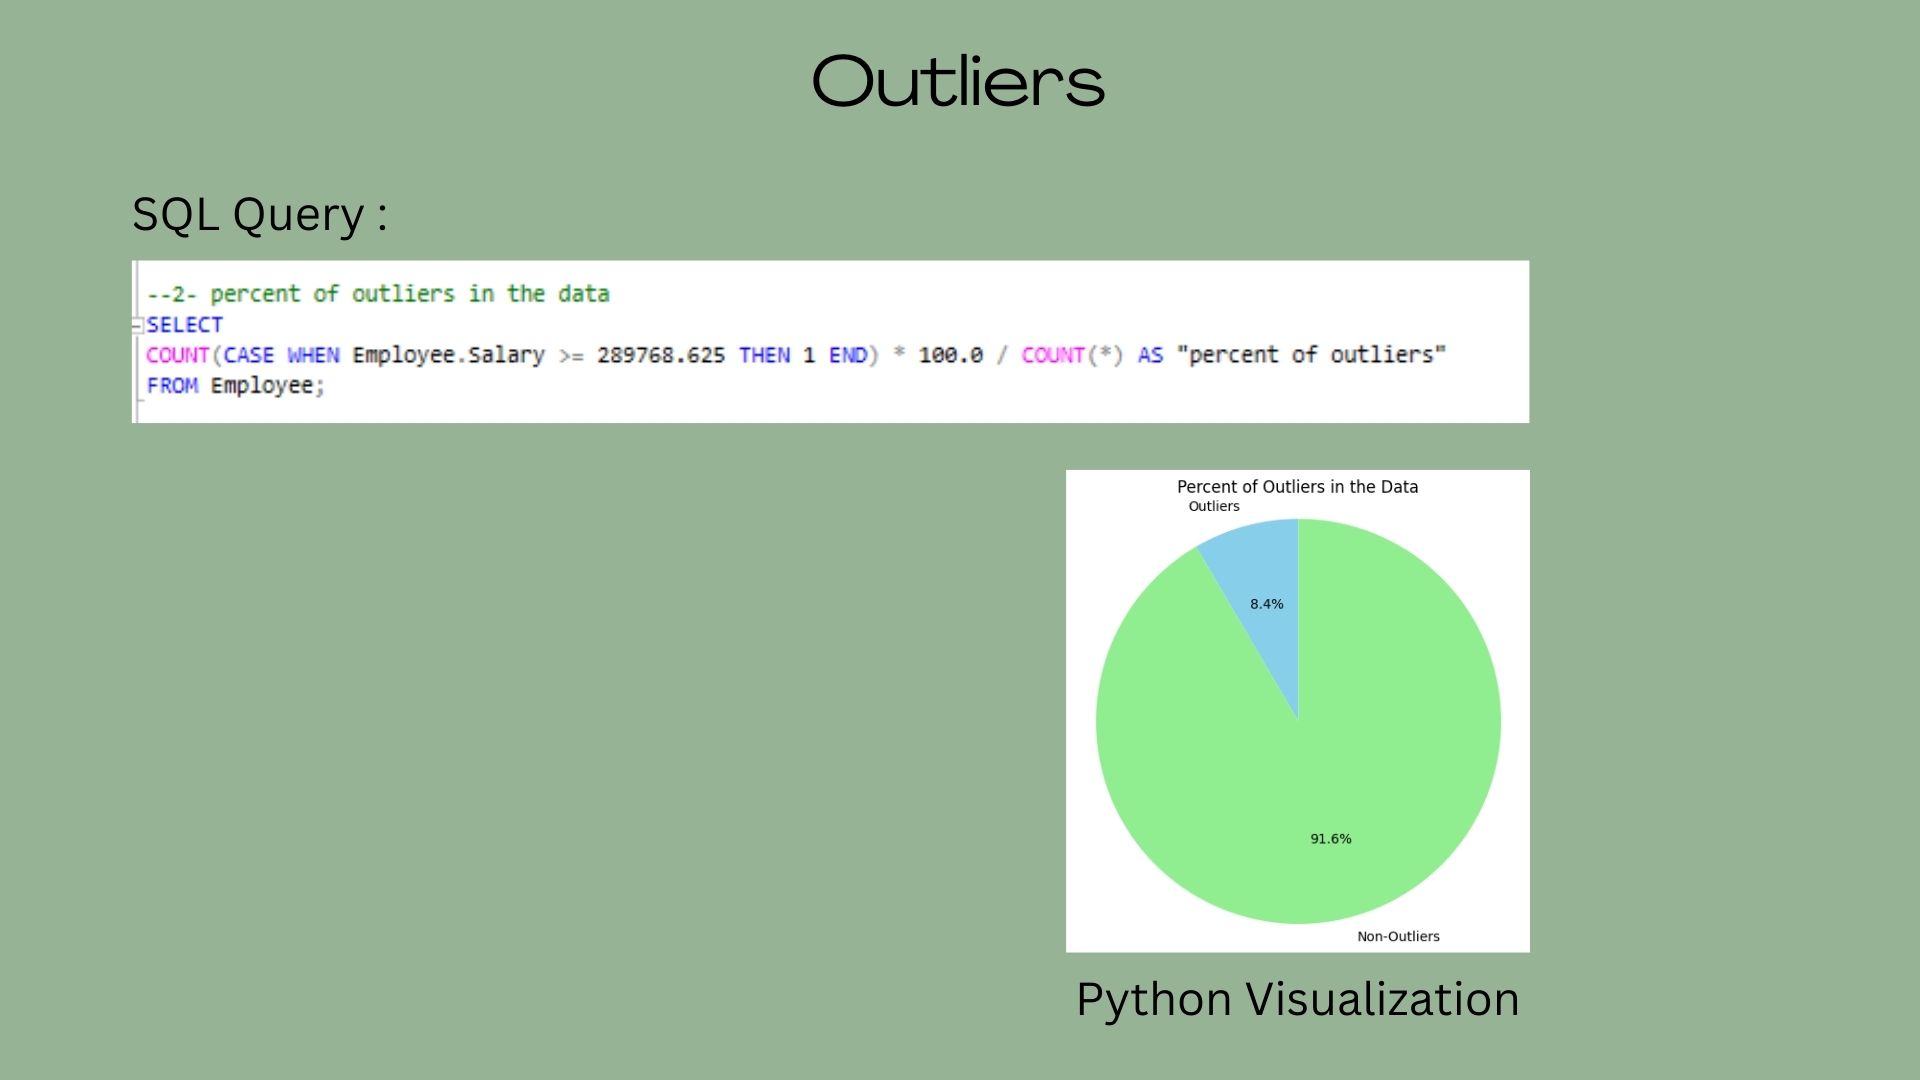 Outliers
SQL Query :
--2- percent of outliers in the data
SELECT
COUNT(CASE WHEN Employee.Salary >= 289768.625 THEN 1 END) * 100.0 / COUNT(*) AS "percent of outliers"
FROM Employee;
Percent of Outliers in the Data
Outliers
8.4%
91.6%
Non-Outliers
Python Visualization